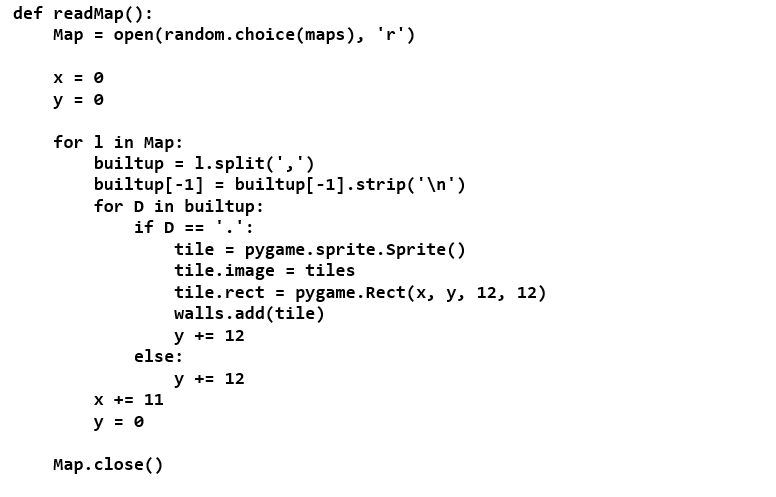 def readMap():
    Map = open(random.choice(maps), 'r')

    x = 0
    y = 0

    for l in Map:
        builtup = l.split(',')
        builtup[-1] = builtup[-1].strip('\n')
        for D in builtup:
            if D == '.':
                tile = pygame.sprite.Sprite()
                tile.image = tiles
                tile.rect = pygame.Rect(x, y, 12, 12)
                walls.add(tile)
                y += 12
            else:
                y += 12
        x += 11
        y = 0

    Map.close()